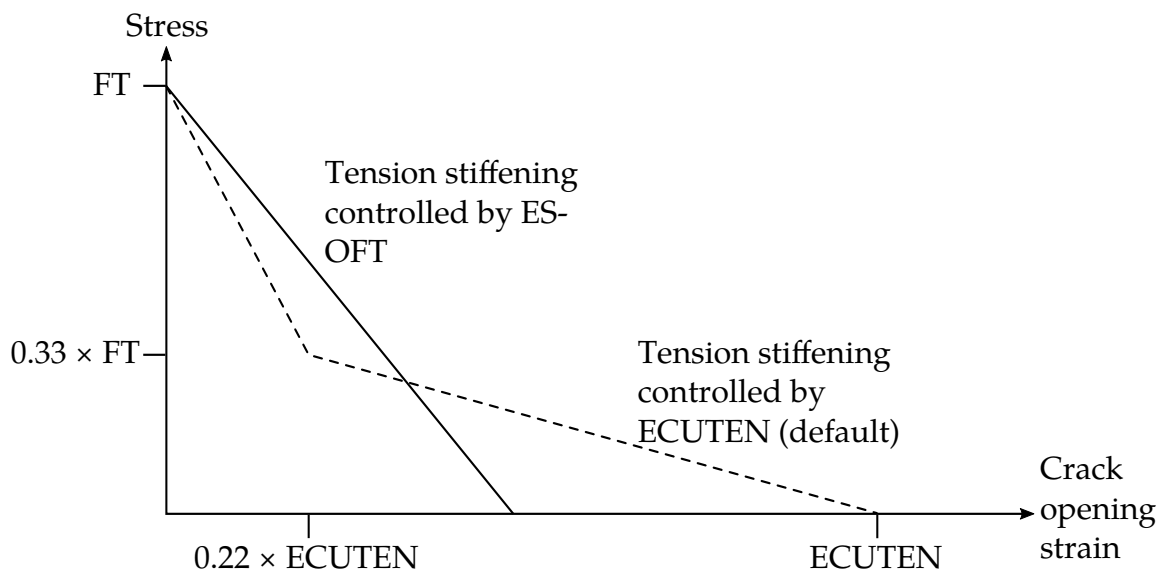 Stress
FT
Tension stiffening
controlled by ES-
OFT
0.33 × FT
Tension stiffening
controlled by
ECUTEN (default)
Crack
opening
strain
0.22 × ECUTEN
ECUTEN